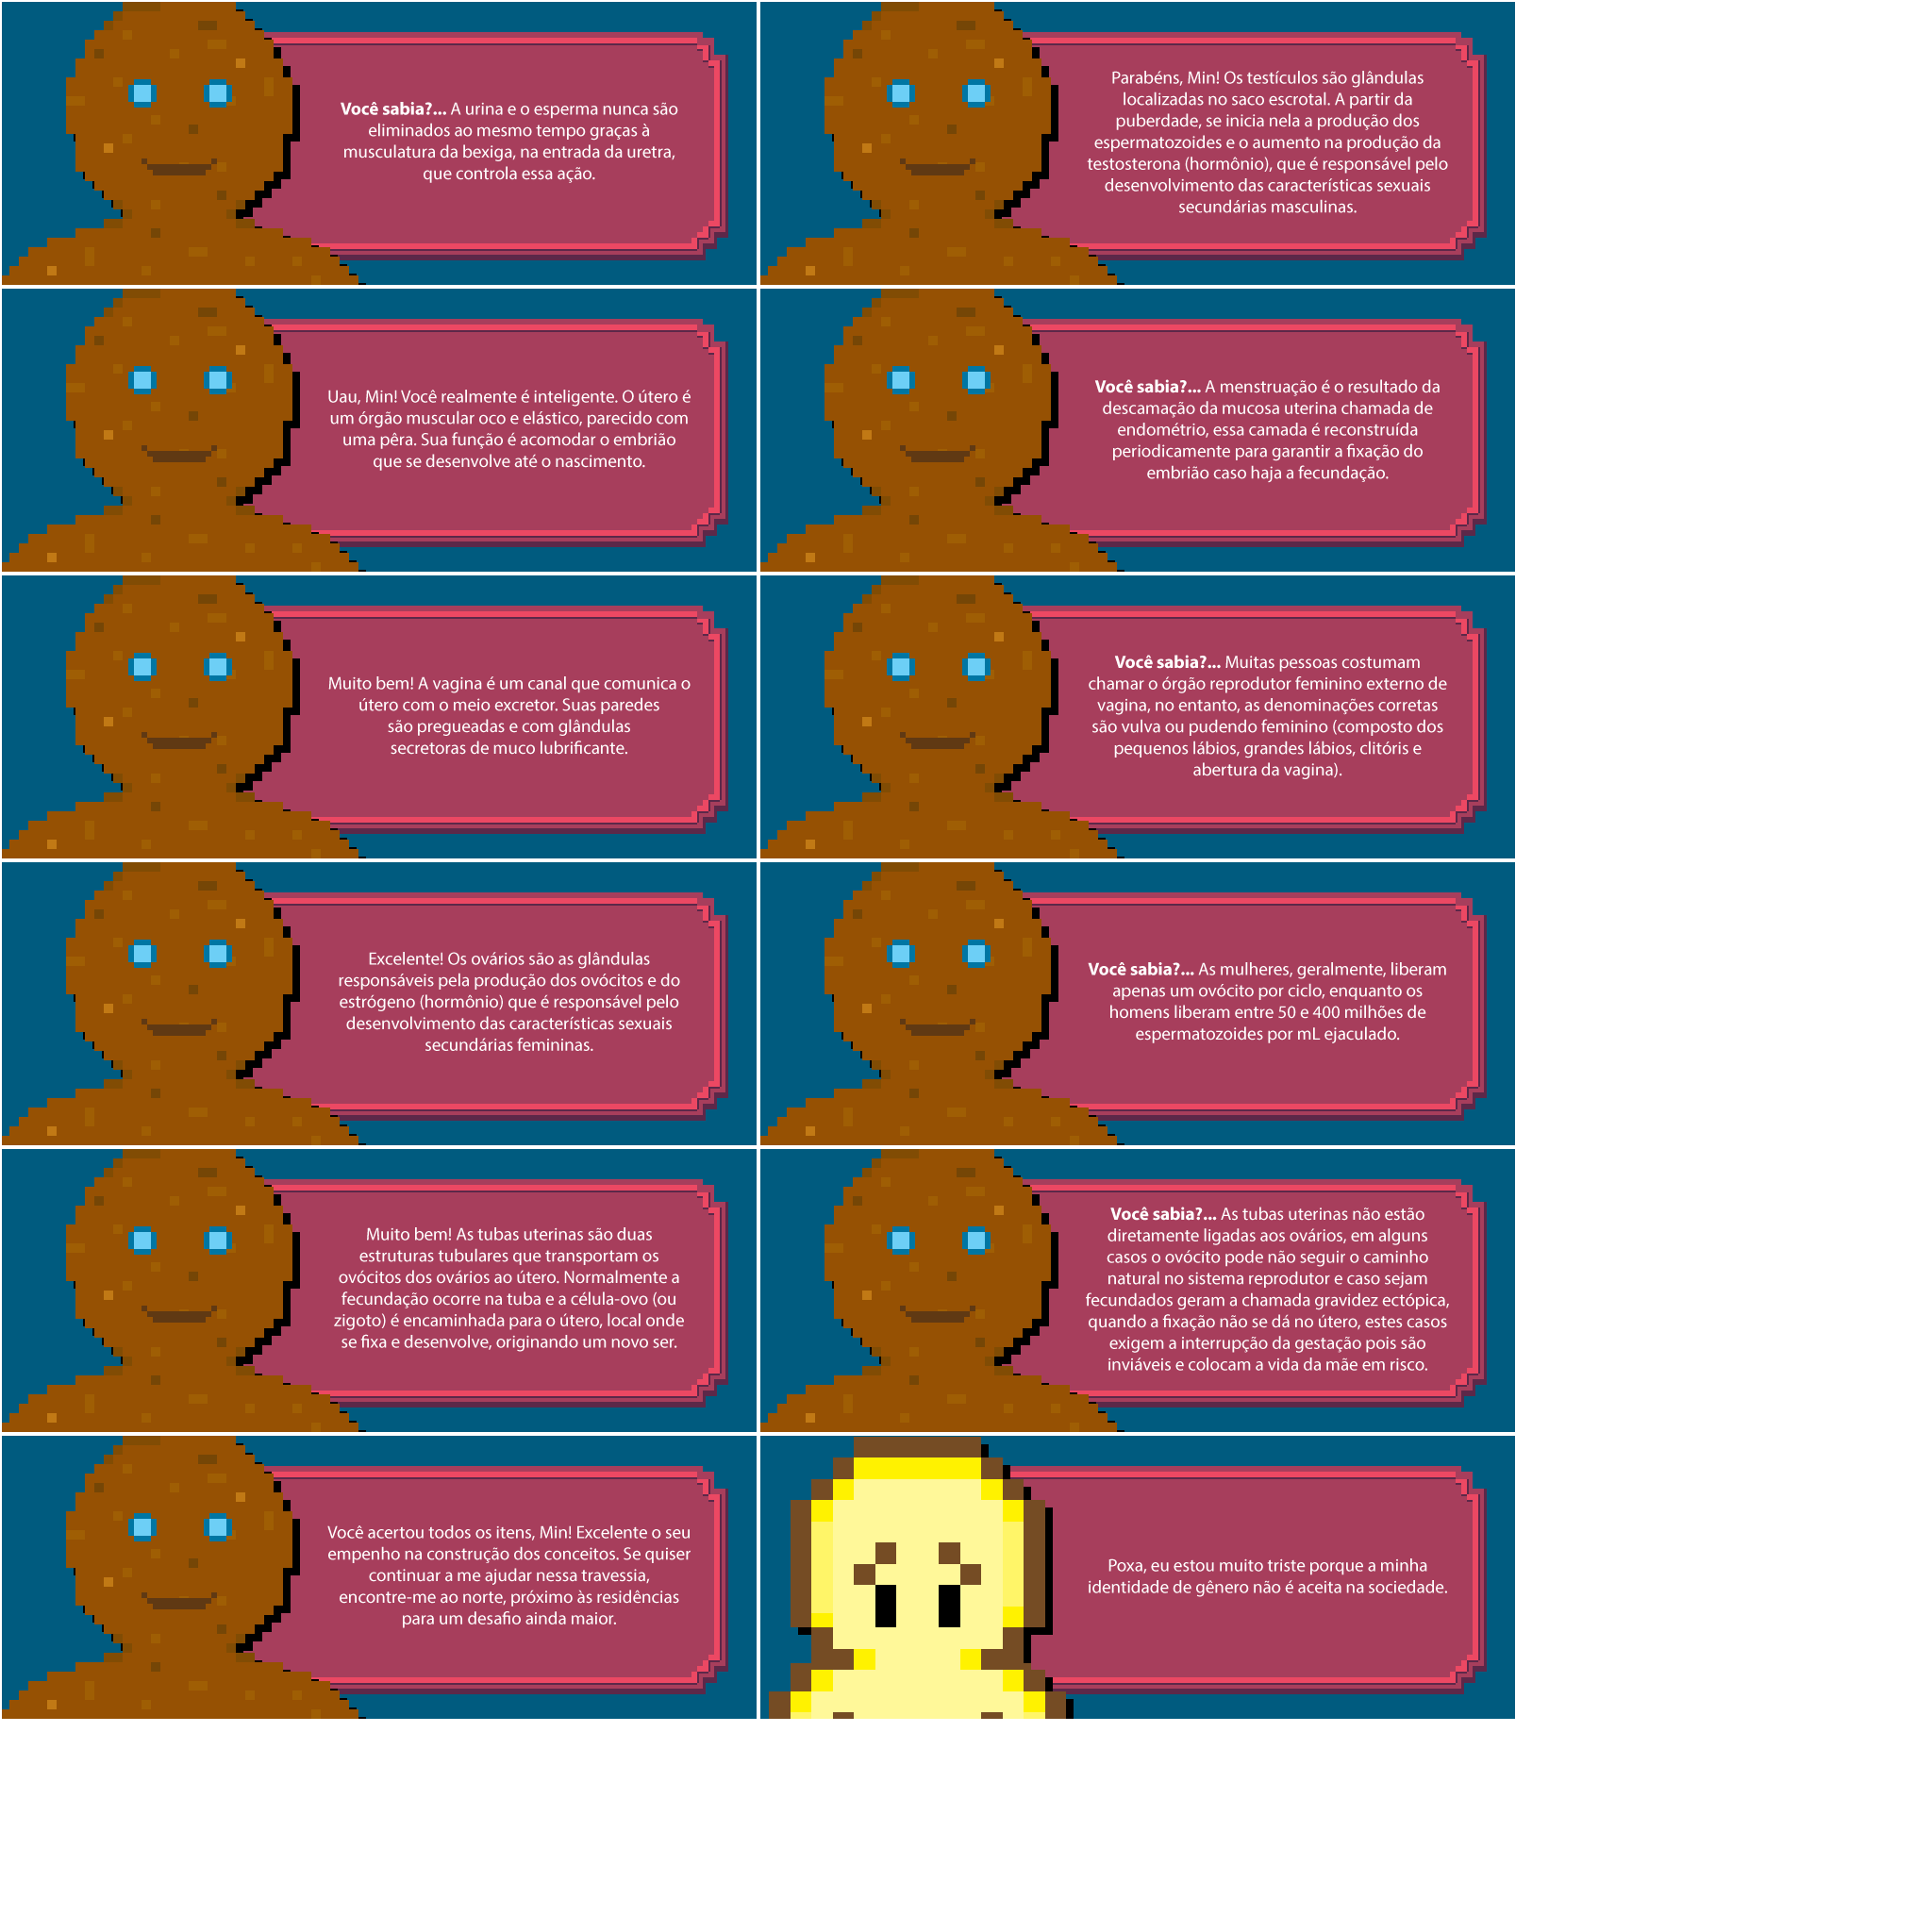 Você sabia?... A urina e o esperma nunca são
eliminados ao mesmo tempo graças à
musculatura da bexiga, na entrada da uretra,
que controla essa ação.
Parabéns, Min! Os testículos são glândulas
localizadas no saco escrotal. A partir da
puberdade, se inicia nela a produção dos
espermatozoides e o aumento na produção da
testosterona (hormônio), que é responsável pelo
desenvolvimento das características sexuais
secundárias masculinas.
Uau, Min! Você realmente é inteligente. O útero é
um órgão muscular oco e elástico, parecido com
uma pêra. Sua função é acomodar o embrião
que se desenvolve até o nascimento.
Você sabia?... A menstruação é o resultado da
descamação da mucosa uterina chamada de
endométrio, essa camada é reconstruída
periodicamente para garantir a fixação do
embrião caso haja a fecundação.
Muito bem! A vagina é um canal que comunica o
útero com o meio excretor. Suas paredes
são pregueadas e com glândulas
secretoras de muco lubrificante.
Você sabia?... Muitas pessoas costumam
chamar o órgão reprodutor feminino externo de
vagina, no entanto, as denominações corretas
são vulva ou pudendo feminino (composto dos
pequenos lábios, grandes lábios, clitóris e
abertura da vagina).
Excelente! Os ovários são as glândulas
responsáveis pela produção dos ovócitos e do
estrógeno (hormônio) que é responsável pelo
desenvolvimento das características sexuais
secundárias femininas.
Você sabia?... As mulheres, geralmente, liberam
apenas um ovócito por ciclo, enquanto os
homens liberam entre 50 e 400 milhões de
espermatozoides por mL ejaculado.
Muito bem! As tubas uterinas são duas
estruturas tubulares que transportam os
ovócitos dos ovários ao útero. Normalmente a
fecundação ocorre na tuba e a célula-ovo (ou
zigoto) é encaminhada para o útero, local onde
se fixa e desenvolve, originando um novo ser.
Você sabia?... As tubas uterinas não estão
diretamente ligadas aos ovários, em alguns
casos o ovócito pode não seguir o caminho
natural no sistema reprodutor e caso sejam
fecundados geram a chamada gravidez ectópica,
quando a fixação não se dá no útero, estes casos
exigem a interrupção da gestação pois são
inviáveis e colocam a vida da mãe em risco.
Você acertou todos os itens, Min! Excelente o seu
empenho na construção dos conceitos. Se quiser
continuar a me ajudar nessa travessia,
encontre-me ao norte, próximo às residências
para um desafio ainda maior.
Poxa, eu estou muito triste porque a minha
identidade de gênero não é aceita na sociedade.